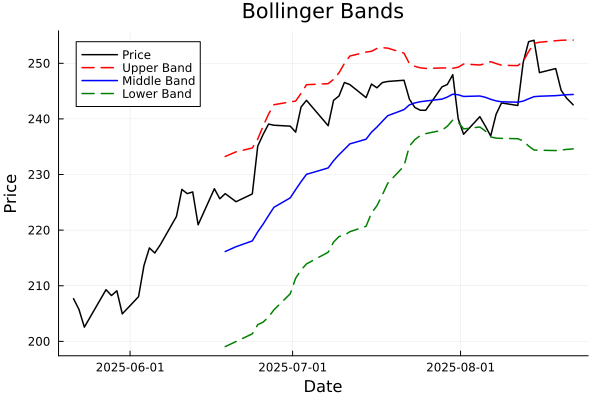 Bollinger Bands
Price
Upper Band
Middle Band
Lower Band
250
240
230
220
210
200
Price
2025-06-01
2025-07-01
2025-08-01
Date